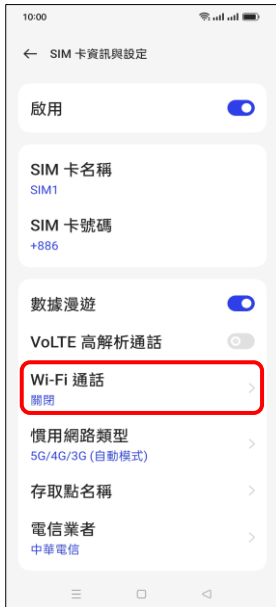 10:00
← SIM 卡資訊與設定
啟用
SIM 卡名稱
SIM1
SIM 卡號碼
+886
數據漫遊
VoLTE 高解析通話
Wi-Fi 通話
關閉
慣用網路類型
5G/4G/3G (自動模式)
存取點名稱
電信業者
中華電信